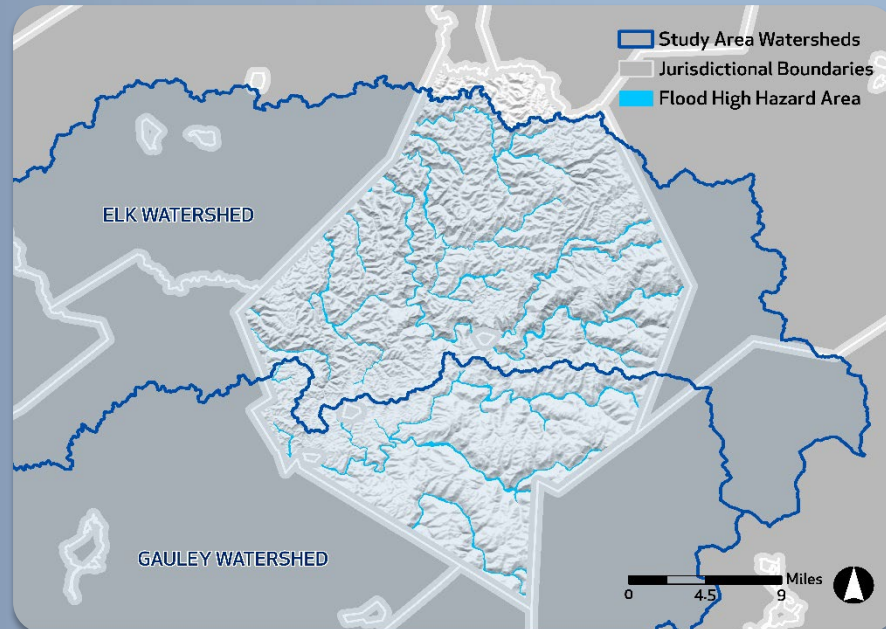 Study Area Watersheds
Jurisdictional Boundaries
Flood High Hazard Area
ELK WATERSHED
GAULEY WATERSHED
Miles
0 4.5 9